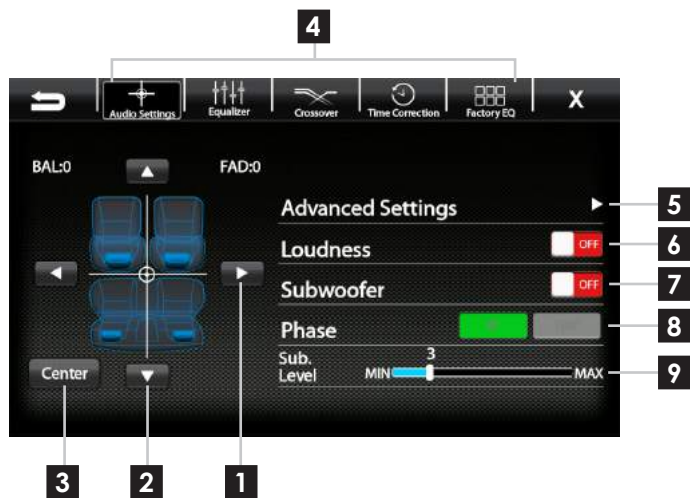 4
Audio Settings Equalizer Crossover Time Correction Factory EQ X
BAL:0 FAD:0
Advanced Settings 5
Loudness OFF 6
Subwoofer OFF 7
Phase 8
Sub. Level MIN 3 MAX 9
Center
3 2 1